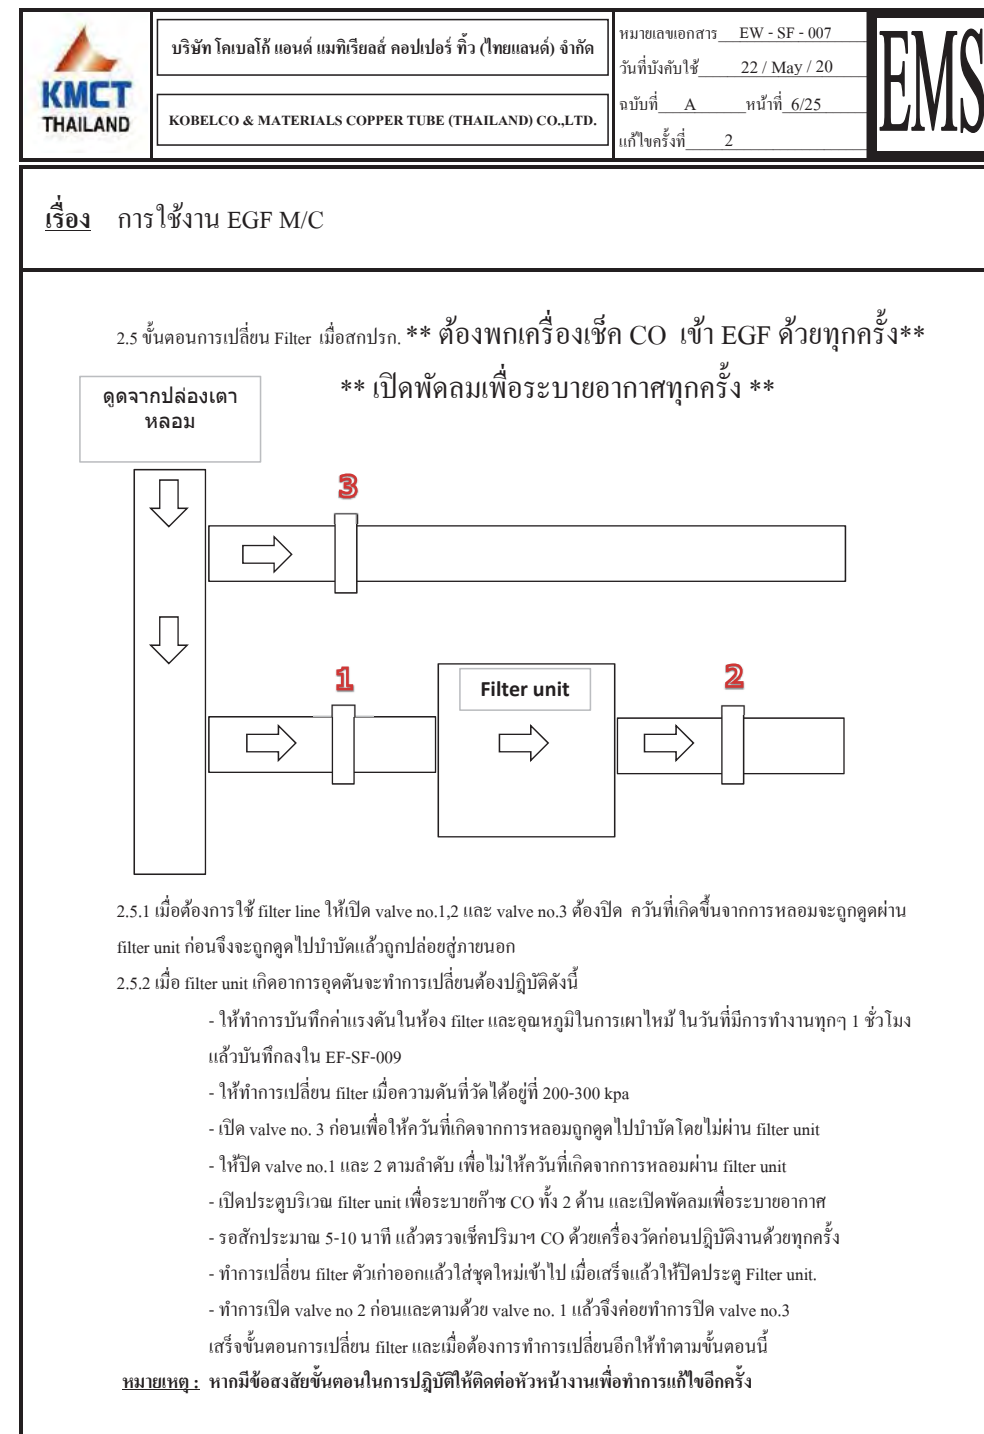 KMCT
THAILAND
บริษัท โคเบลโก้ แอนด์ แมทิเรียลส์ คอปเปอร์ ทิ้ว (ไทยแลนด์) จำกัด
KOBELCO & MATERIALS COPPER TUBE (THAILAND) CO.,LTD.
หมายเลขเอกสาร EW - SF - 007
วันที่บังคับใช้ 22 / May / 20
ฉบับที่ A หน้าที่ 6/25
แก้ไขครั้งที่ 2
EMS
เรื่อง การใช้งาน EGF M/C
2.5 ขั้นตอนการเปลี่ยน Filter เมื่อสกปรก. ** ต้องพกเครื่องเช็ค CO เข้า EGF ด้วยทุกครั้ง**
** เปิดพัดลมเพื่อระบายอากาศทุกครั้ง **
ดูดจากปล่องเตา
หลอม
3
1
Filter unit
2
2.5.1 เมื่อต้องการใช้ filter line ให้เปิด valve no.1,2 และ valve no.3 ต้องปิด ควันที่เกิดขึ้นจากการหลอมจะถูกดูดผ่าน
filter unit ก่อนจึงจะถูกดูดไปบำบัดแล้วถูกปล่อยสู่ภายนอก
2.5.2 เมื่อ filter unit เกิดอาการอุดตันจะทำการเปลี่ยนต้องปฎิบัติดังนี้
- ให้ทำการบันทึกค่าแรงดันในห้อง filter และอุณหภูมิในการเผาไหม้ ในวันที่มีการทำงานทุกๆ 1 ชั่วโมง
แล้วบันทึกลงใน EF-SF-009
- ให้ทำการเปลี่ยน filter เมื่อความดันที่วัดได้อยู่ที่ 200-300 kpa
- เปิด valve no. 3 ก่อนเพื่อให้ควันที่เกิดจากการหลอมถูกดูดไปบำบัดโดยไม่ผ่าน filter unit
- ให้ปิด valve no.1 และ 2 ตามลำดับ เพื่อไม่ให้ควันที่เกิดจากการหลอมผ่าน filter unit
- เปิดประตูบริเวณ filter unit เพื่อระบายก๊าซ CO ทั้ง 2 ด้าน และเปิดพัดลมเพื่อระบายอากาศ
- รอสักประมาณ 5-10 นาที แล้วตรวจเช็คปริมาฯ CO ด้วยเครื่องวัดก่อนปฎิบัติงานด้วยทุกครั้ง
- ทำการเปลี่ยน filter ตัวเก่าออกแล้วใส่ชุดใหม่เข้าไป เมื่อเสร็จแล้วให้ปิดประตู Filter unit.
- ทำการเปิด valve no 2 ก่อนและตามด้วย valve no. 1 แล้วจึงค่อยทำการปิด valve no.3
เสร็จขั้นตอนการเปลี่ยน filter และเมื่อต้องการทำการเปลี่ยนอีกให้ทำตามขั้นตอนนี้
หมายเหตุ : หากมีข้อสงสัยขั้นตอนในการปฎิบัติให้ติดต่อหัวหน้างานเพื่อทำการแก้ไขอีกครั้ง